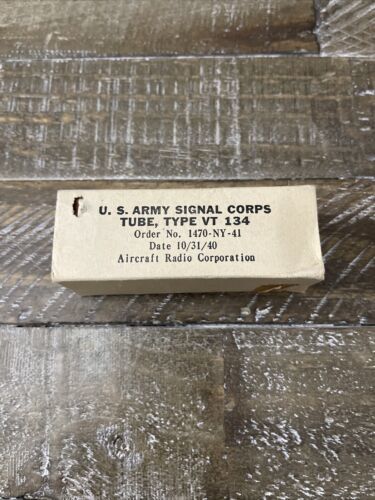 U. S. ARMY SIGNAL CORPS
TUBE, TYPE VT 134
Order No. 1470-NY-41
Date 10/31/40
Aircraft Radio Corporation